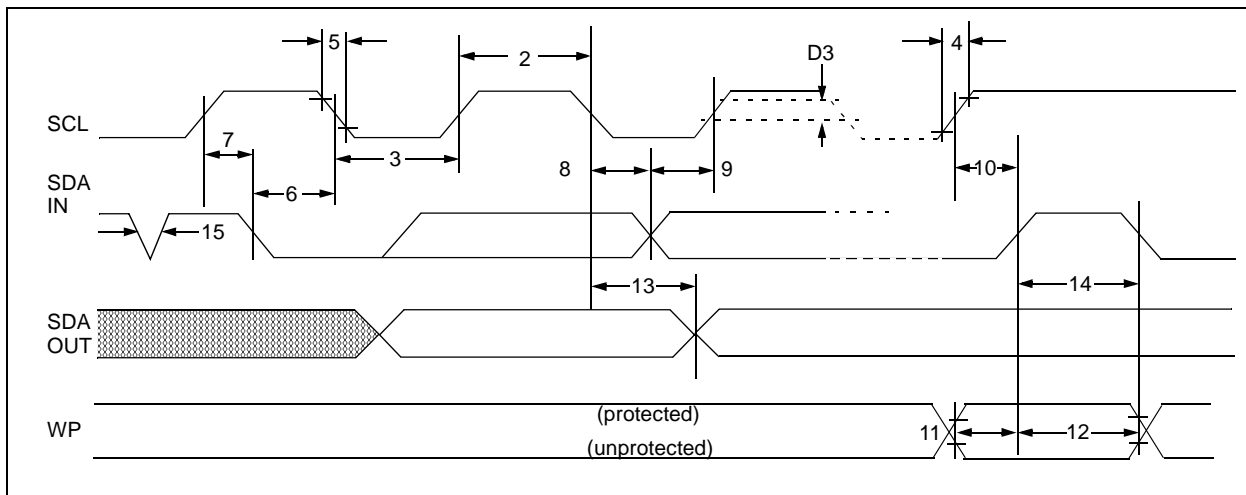 5
2
4
D3
SCL
7
3
8
9
10
SDA
IN
6
15
13
14
SDA
OUT
(protected)
WP
11
12
(unprotected)